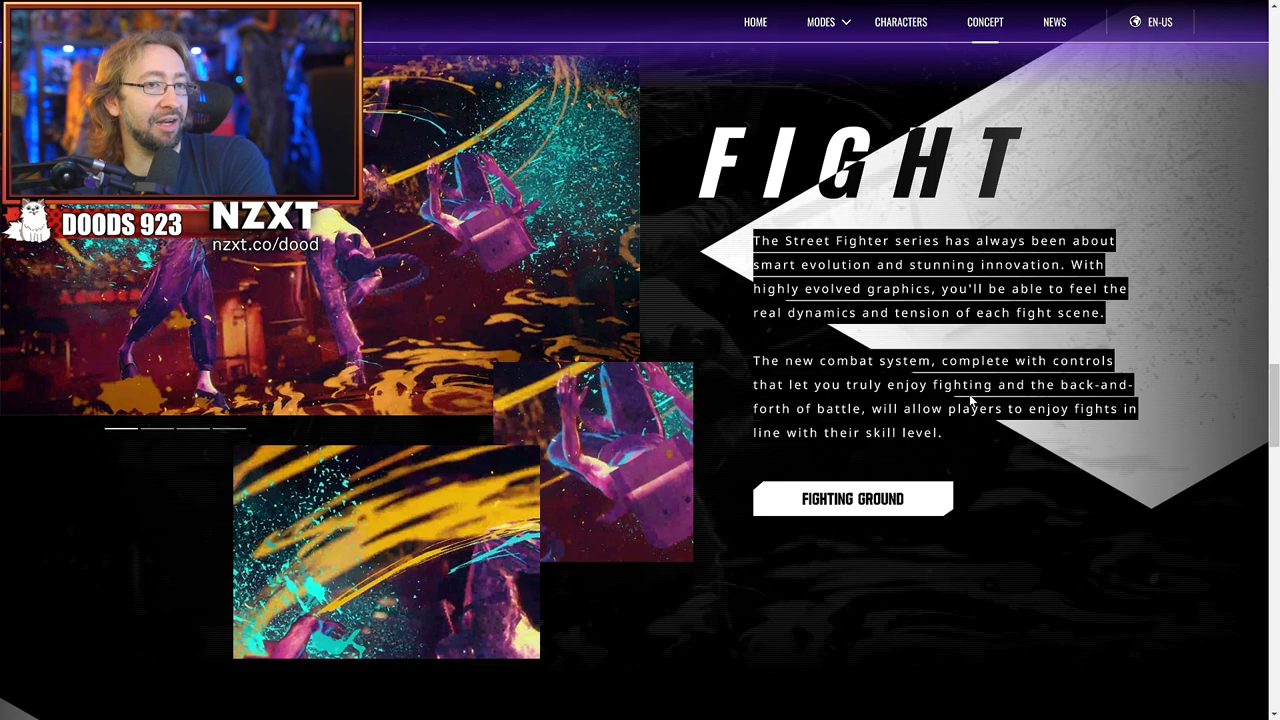 HOME
MODES
CHARACTERS
CONCEPT
NEWS
EN-US
DOODS 923
NZXT
nzxt.co/dood
FIGHT
The Street Fighter series has always been about
smart evolution and stunning innovation. With
highly evolved graphics, you'll be able to feel the
real dynamics and tension of each fight scene.
The new combat system, complete with controls
that let you truly enjoy fighting and the back-and-
forth of battle, will allow players to enjoy fights in
line with their skill level.
FIGHTING GROUND